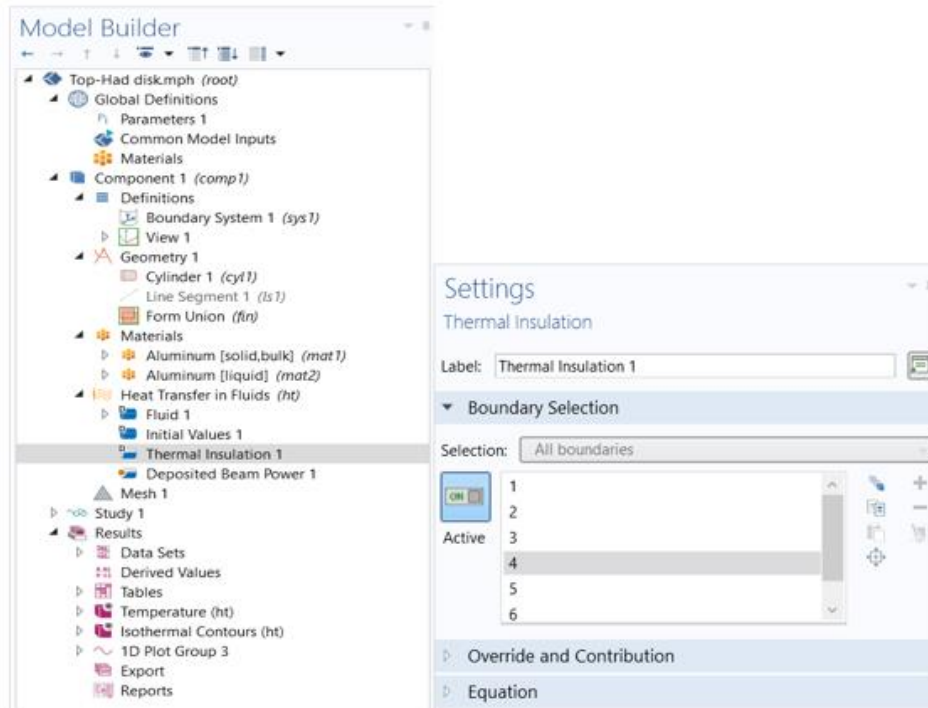 Model Builder
Top-Had disk.mph (root)
Global Definitions
Parameters 1
Common Model Inputs
Materials
Component 1 (comp1)
Definitions
Boundary System 1 (sys1)
View 1
Geometry 1
Cylinder 1 (cyl1)
Line Segment 1 (ls1)
Form Union (fin)
Materials
Aluminum [solid,bulk] (mat1)
Aluminum [liquid] (mat2)
Heat Transfer in Fluids (ht)
Fluid 1
Initial Values 1
Thermal Insulation 1
Deposited Beam Power 1
Mesh 1
Study 1
Results
Data Sets
Derived Values
Tables
Temperature (ht)
Isothermal Contours (ht)
1D Plot Group 3
Export
Reports
Settings
Thermal Insulation
Label: Thermal Insulation 1
Boundary Selection
Selection: All boundaries
ON
Active
1
2
3
4
5
6
Override and Contribution
Equation